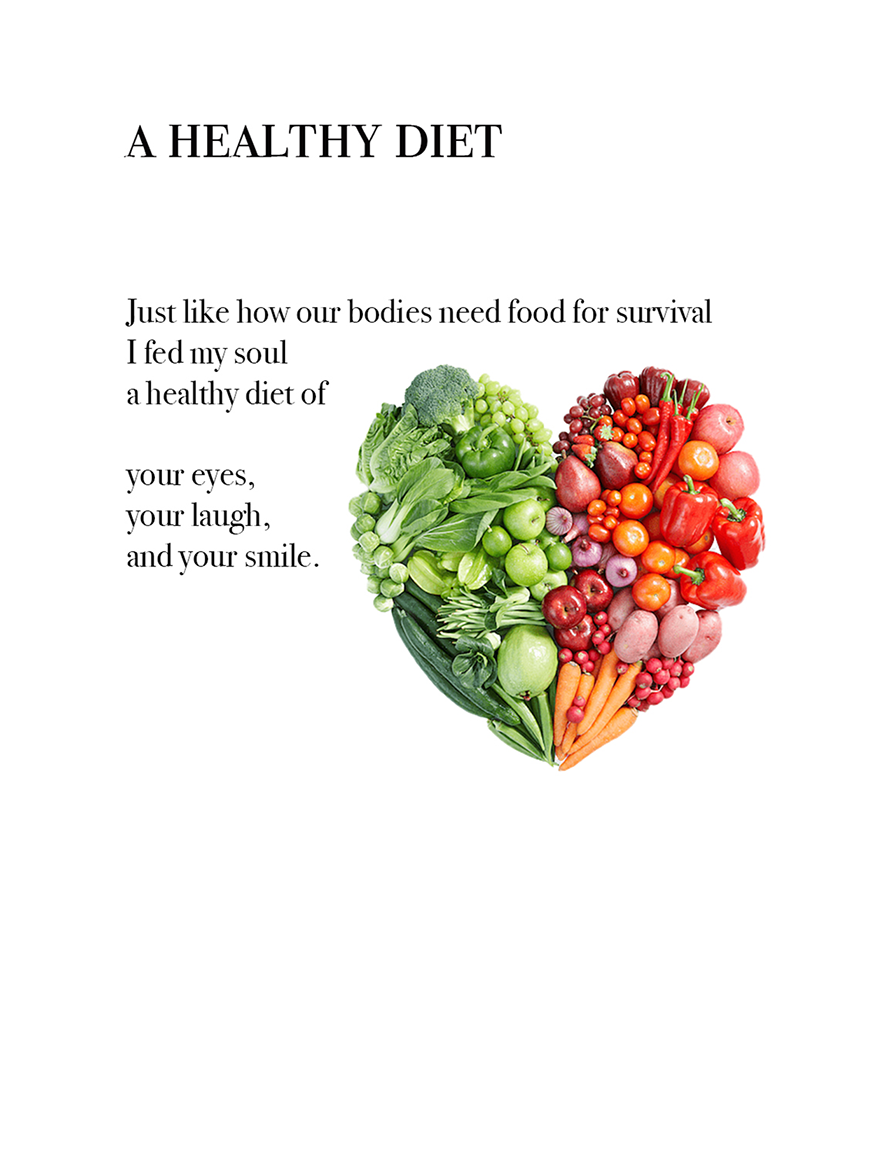 A HEALTHY DIET
Just like how our bodies need food for survival
I fed my soul
a healthy diet of
your eyes,
your laugh,
and your smile.